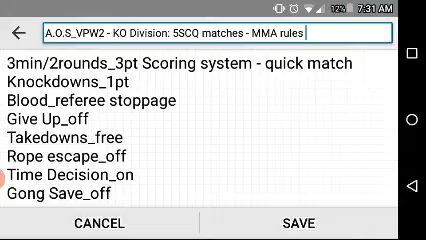 12% 7:31 AM
A.O.S_VPW2 - KO Division: 5SCQ matches - MMA rules
3min/2rounds_3pt Scoring system - quick match
Knockdowns_1pt
Blood_referee stoppage
Give Up_off
Takedowns_free
Rope escape_off
Time Decision_on
Gong Save_off
CANCEL SAVE